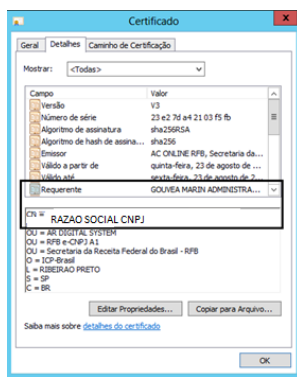 Certificado
x
Geral Detalhes Caminho de Certificação
Mostrar: <Todas>
Campo Valor
Versão V3
Número de série 23 e2 7d a4 21 03 f5 fb
Algoritmo de assinatura sha256RSA
Algoritmo de hash de assina... sha256
Emissor AC ONLINE RFB, Secretaria da...
Válido a partir de quinta-feira, 23 de agosto de ...
Válido até sexta-feira, 23 de agosto de 2...
Requerente GOUVEA MARIN ADMINISTRA...
CN = RAZAO SOCIAL CNPJ
OU = AR DIGITAL SYSTEM
OU = RFB e-CNPJ A1
OU = Secretaria da Receita Federal do Brasil - RFB
O = ICP-Brasil
L = RIBEIRAO PRETO
S = SP
C = BR
Editar Propriedades... Copiar para Arquivo...
Saiba mais sobre detalhes do certificado
OK